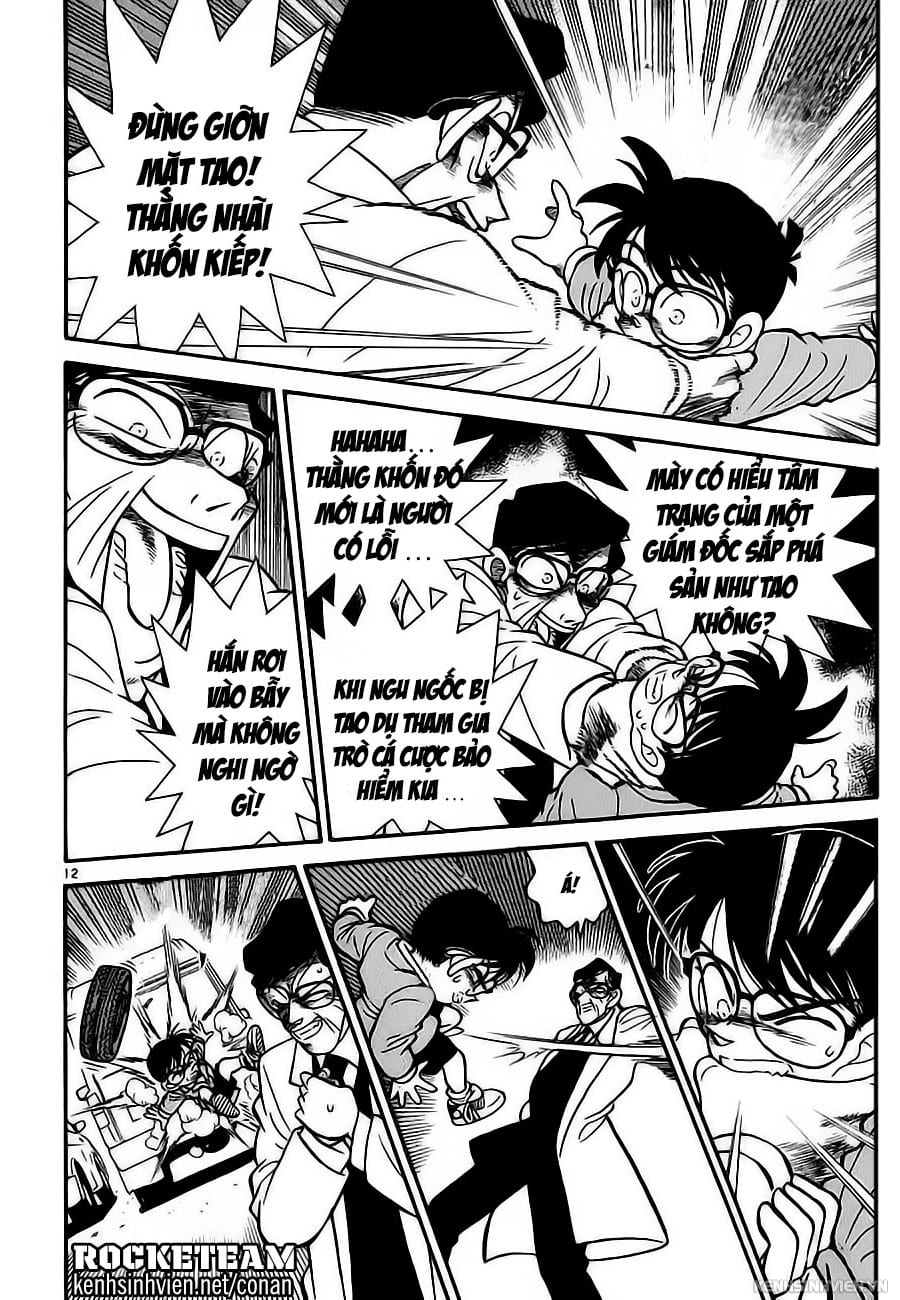 ĐỪNG GIỠN
MẶT TAO!
THẰNG NHÃI
KHỐN KIẾP!
MÀY CÓ HIỂU TÂM
TRẠNG CỦA MỘT
GIÁM ĐỐC SẮP PHÁ
SẢN NHƯ TAO
KHÔNG?
HAHAHA...
THẰNG KHỐN ĐÓ
MỚI LÀ NGƯỜI
CÓ LỖI...
KHI NGU NGỐC BỊ
TAO DỤ THAM GIA
TRÒ CÁ CƯỢC BẢO
HIỂM KIA...
HẮN RƠI
VÀO BẪY
MÀ KHÔNG
NGHI NGỜ
GÌ!
12
Á!
ROCKETEAM
kenhsinhvien.net/conan
KENHSINHVIEN.VN